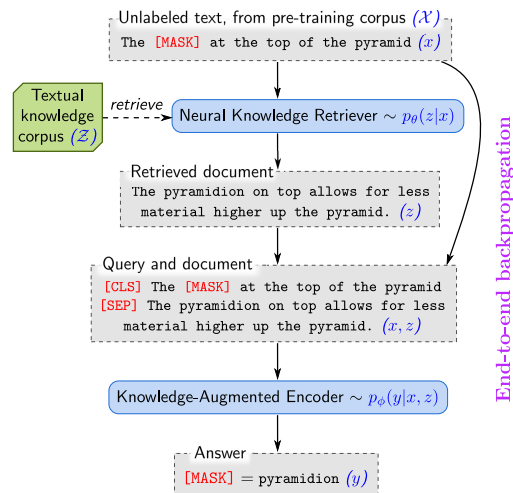 Unlabeled text, from pre-training corpus (𝒳)
The [MASK] at the top of the pyramid (x)
Textual
knowledge
corpus (𝒵)
retrieve
Neural Knowledge Retriever ∼ pθ(z|x)
Retrieved document
The pyramidion on top allows for less
material higher up the pyramid. (z)
Query and document
[CLS] The [MASK] at the top of the pyramid
[SEP] The pyramidion on top allows for less
material higher up the pyramid. (x, z)
Knowledge-Augmented Encoder ∼ pϕ(y|x, z)
Answer
[MASK] = pyramidion (y)
End-to-end backpropagation